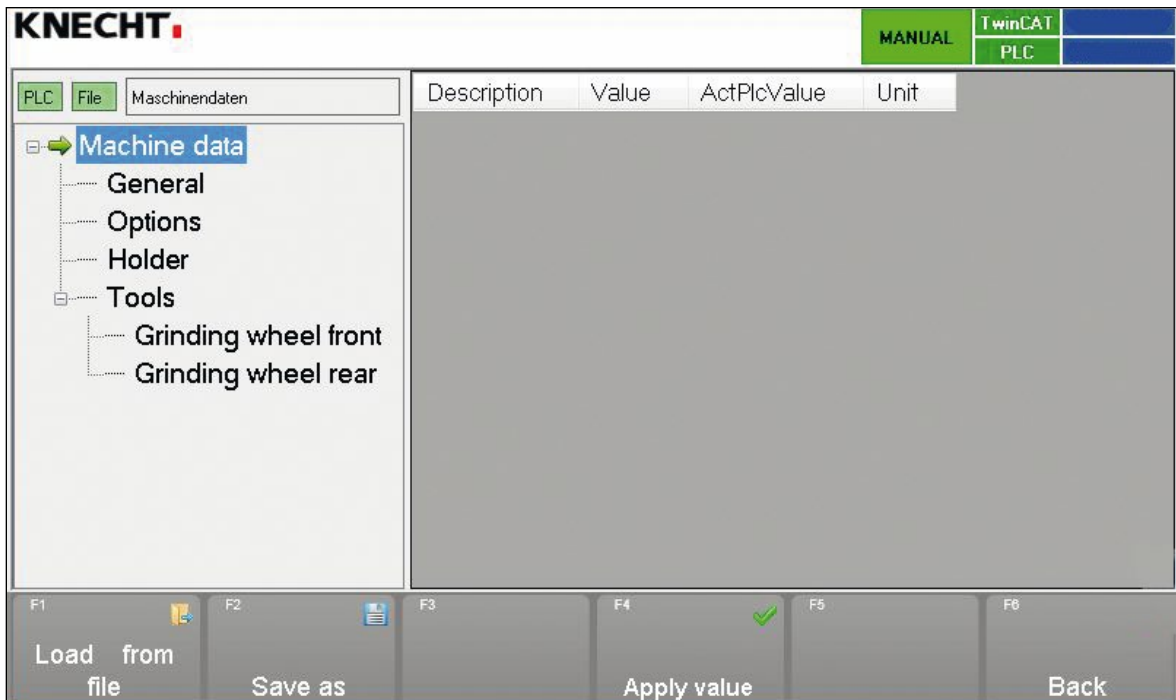 KNECHT
MANUAL
TwinCAT
PLC
PLC File Maschinendaten
Description Value ActPlcValue Unit
Machine data
General
Options
Holder
Tools
Grinding wheel front
Grinding wheel rear
F1 F2 F3 F4 F5 F6
Load from
file Save as Apply value Back